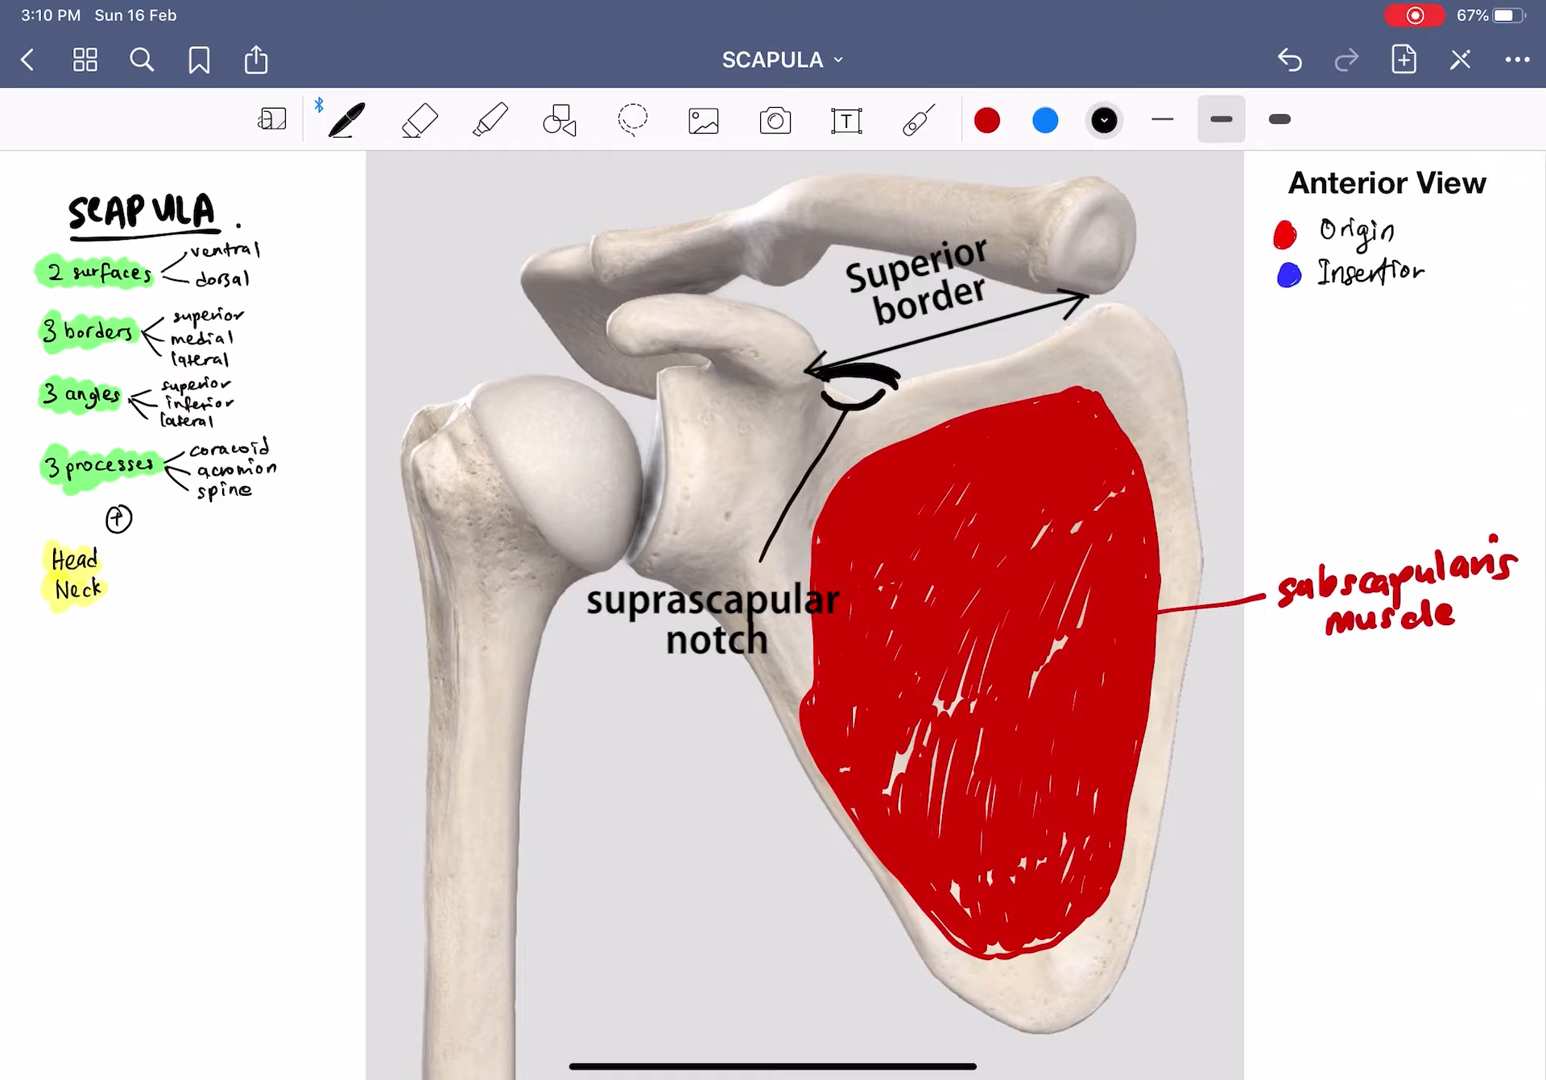 3:10 PM Sun 16 Feb
67%
SCAPULA
T
SCAPULA.
2 surfaces
ventral
dorsal
3 borders
superior
medial
lateral
3 angles
superior
inferior
lateral
3 processes
coracoid
acromion
spine
+
Head
Neck
Superior
border
suprascapular
notch
Anterior View
Origin
Insertion
subscapularis
muscle